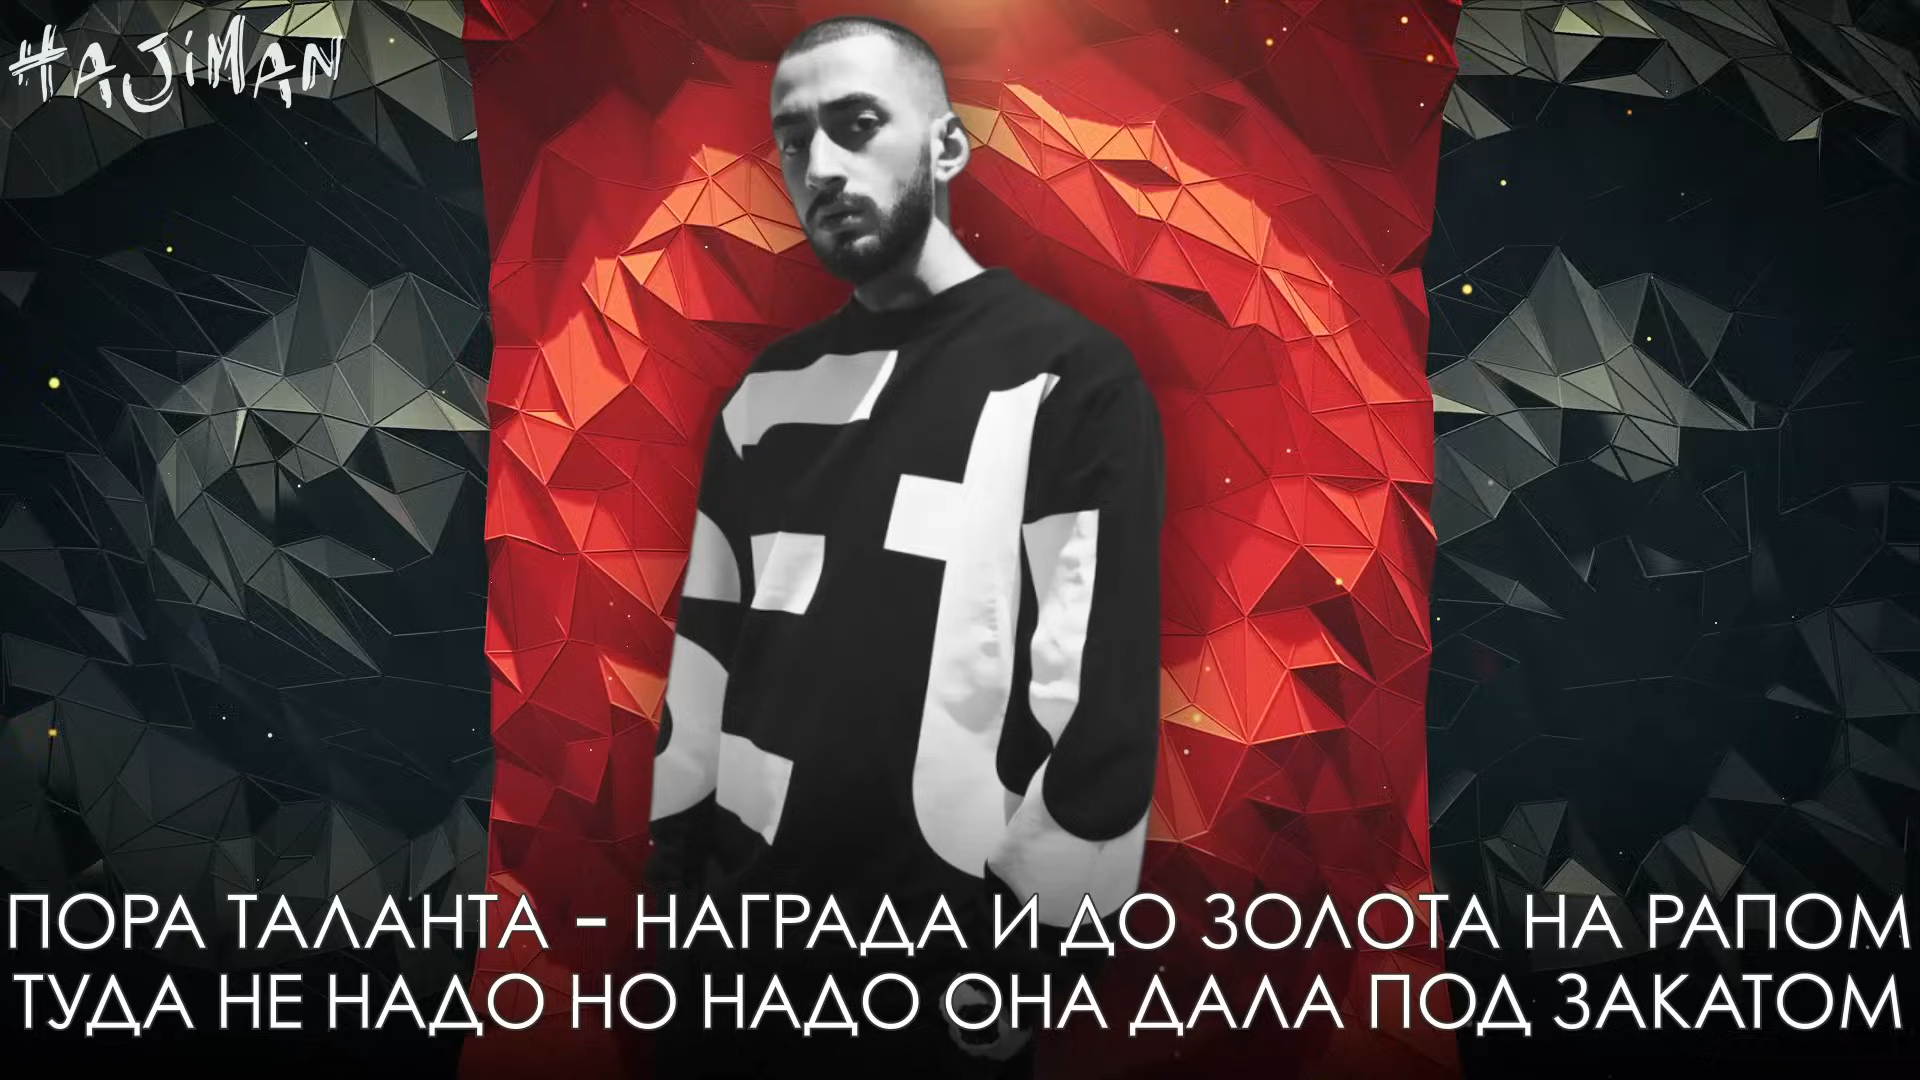 #AJiMAN
ПОРА ТАЛАНТА – НАГРАДА И ДО ЗОЛОТА НА РАПОМ
ТУДА НЕ НАДО НО НАДО ОНА ДАЛА ПОД ЗАКАТОМ